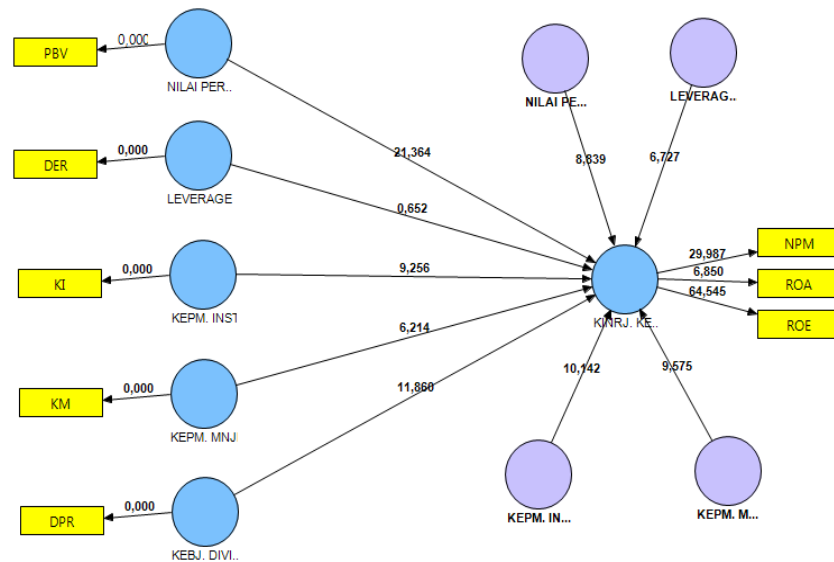 PBV
0,000
NILAI PER..
NILAI PE...
LEVERAG..
21,364
8,839
6,727
DER
0,000
LEVERAGE
0,652
KI
0,000
KEPM. INST
9,256
KINRJ. KE..
29,987
6,850
64,545
NPM
ROA
ROE
KM
0,000
KEPM. MNJI
6,214
11,860
10,142
9,575
DPR
0,000
KEBJ. DIVI..
KEPM. IN...
KEPM. M...